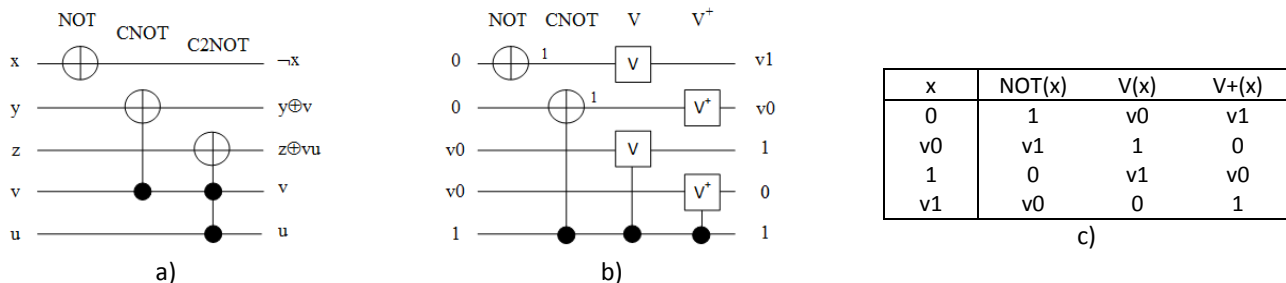 NOT CNOT C2NOT
x ¬x
y y⊕v
z z⊕vu
v v
u u
a)
NOT CNOT V V⁺
0 1 V v1
0 1 V⁺ v0
v0 V 1
v0 V⁺ 0
1 1
b)
x NOT(x) V(x) V+(x)
0 1 v0 v1
v0 v1 1 0
1 0 v1 v0
v1 v0 0 1
c)